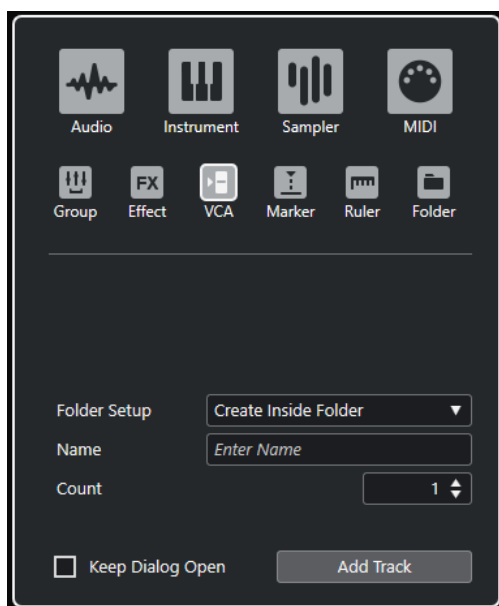 Audio Instrument Sampler MIDI
FX
Group Effect VCA Marker Ruler Folder
Folder Setup Create Inside Folder
Name Enter Name
Count 1
Keep Dialog Open Add Track